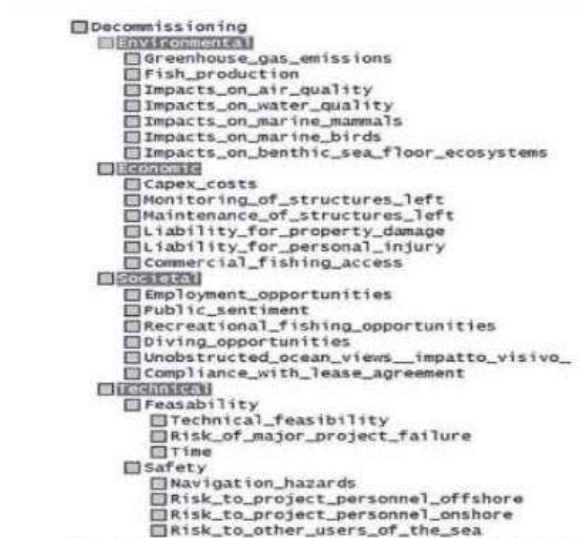 Decommissioning
Environmental
Greenhouse_gas_emissions
Fish_production
Impacts_on_air_quality
Impacts_on_water_quality
Impacts_on_marine_mammals
Impacts_on_marine_birds
Impacts_on_benthic_sea_floor_ecosystems
Economic
Capex_costs
Monitoring_of_structures_left
Maintenance_of_structures_left
Liability_for_property_damage
Liability_for_personal_injury
Commercial_fishing_access
Societal
Employment_opportunities
Public_sentiment
Recreational_fishing_opportunities
Diving_opportunities
Unobstructed_ocean_views__impatto_visivo_
Compliance_with_lease_agreement
Technical
Feasability
Technical_feasibility
Risk_of_major_project_failure
Time
Safety
Navigation_hazards
Risk_to_project_personnel_offshore
Risk_to_project_personnel_onshore
Risk_to_other_users_of_the_sea